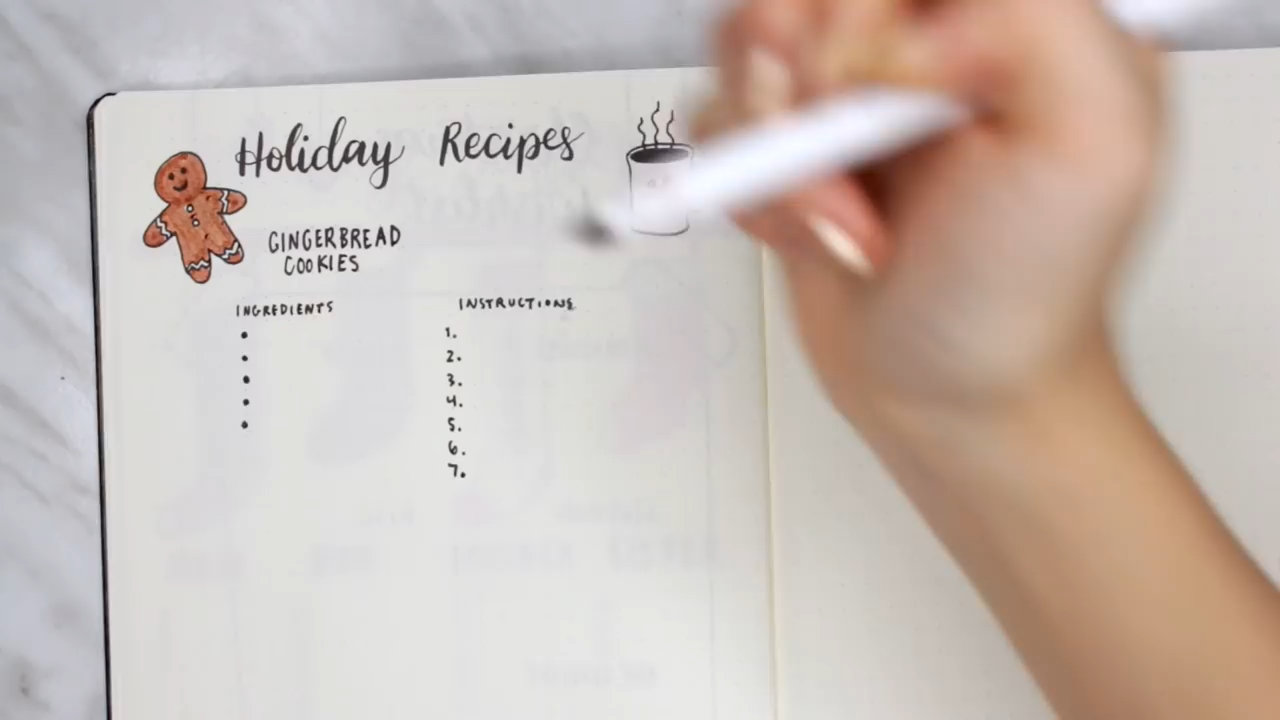 Holiday Recipes
GINGERBREAD
COOKIES
INGREDIENTS
INSTRUCTIONS
1.
2.
3.
4.
5.
6.
7.